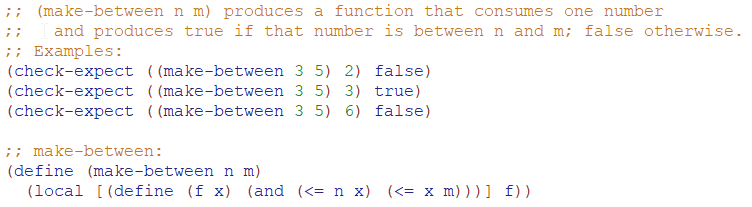 ;; (make-between n m) produces a function that consumes one number
;;   and produces true if that number is between n and m; false otherwise.
;; Examples:
(check-expect ((make-between 3 5) 2) false)
(check-expect ((make-between 3 5) 3) true)
(check-expect ((make-between 3 5) 6) false)
;; make-between:
(define (make-between n m)
  (local [(define (f x) (and (<= n x) (<= x m)))] f))